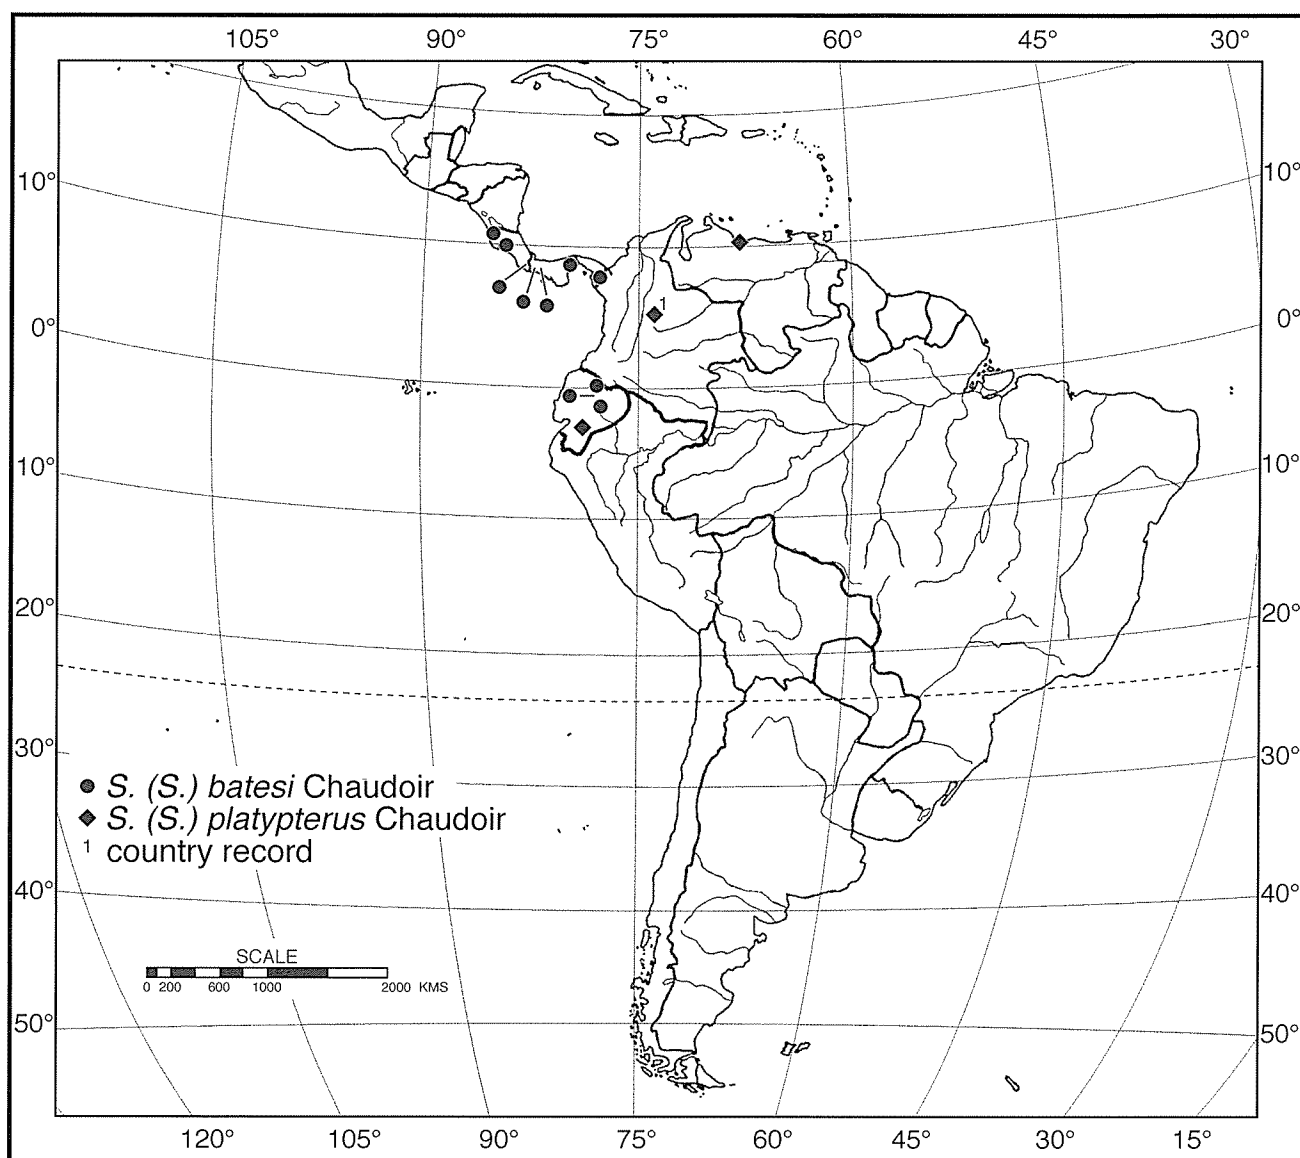 105° 90° 75° 60° 45° 30°
10° 10°
1
0° 0°
10° 10°
20° 20°
30° 30°
S. (S.) batesi Chaudoir
S. (S.) platypterus Chaudoir
1 country record
40° 40°
SCALE
0 200 600 1000 2000 KMS
50° 50°
120° 105° 90° 75° 60° 45° 30° 15°